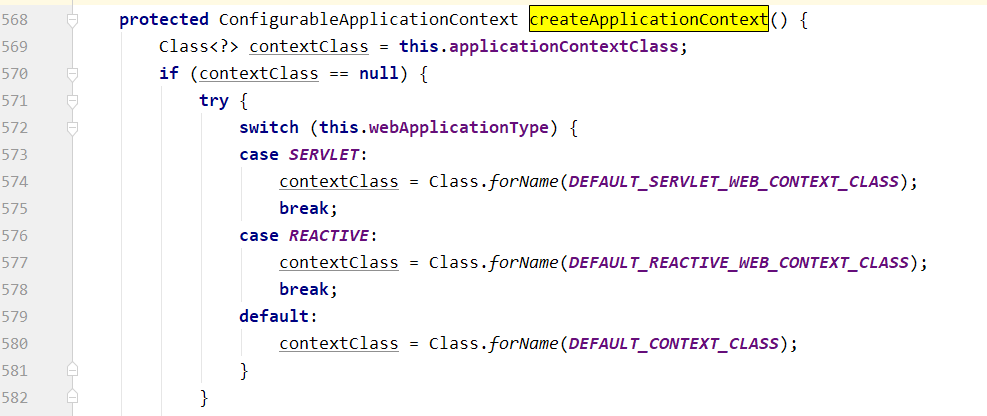 568 protected ConfigurableApplicationContext createApplicationContext() {
569 Class<?> contextClass = this.applicationContextClass;
570 if (contextClass == null) {
571 try {
572 switch (this.webApplicationType) {
573 case SERVLET:
574 contextClass = Class.forName(DEFAULT_SERVLET_WEB_CONTEXT_CLASS);
575 break;
576 case REACTIVE:
577 contextClass = Class.forName(DEFAULT_REACTIVE_WEB_CONTEXT_CLASS);
578 break;
579 default:
580 contextClass = Class.forName(DEFAULT_CONTEXT_CLASS);
581 }
582 }